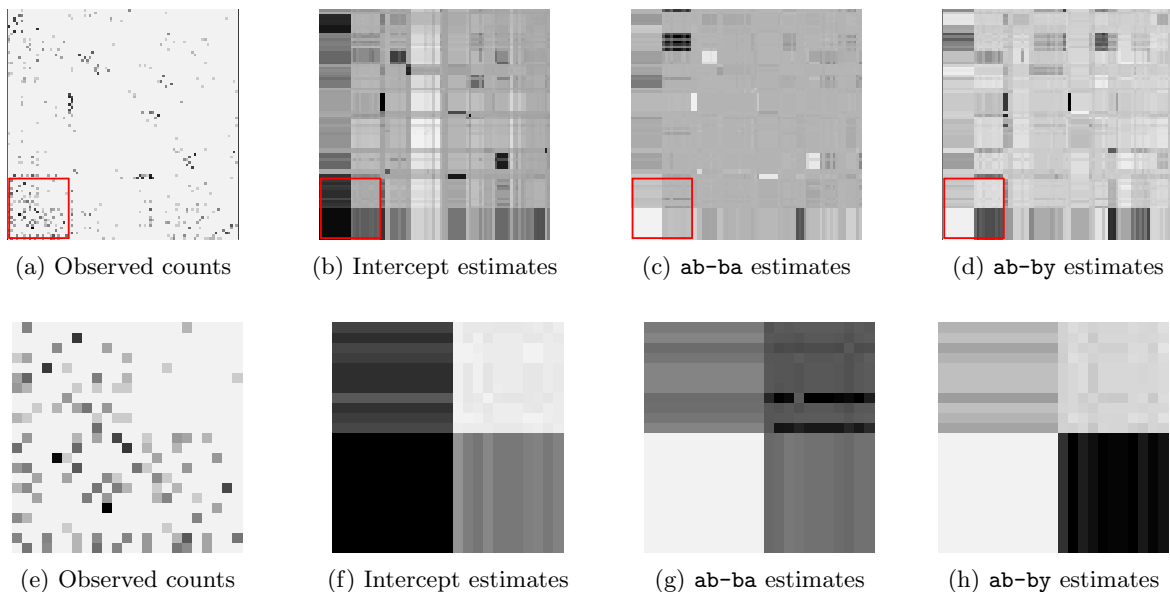 (a) Observed counts
(b) Intercept estimates
(c) ab-ba estimates
(d) ab-by estimates
(e) Observed counts
(f) Intercept estimates
(g) ab-ba estimates
(h) ab-by estimates